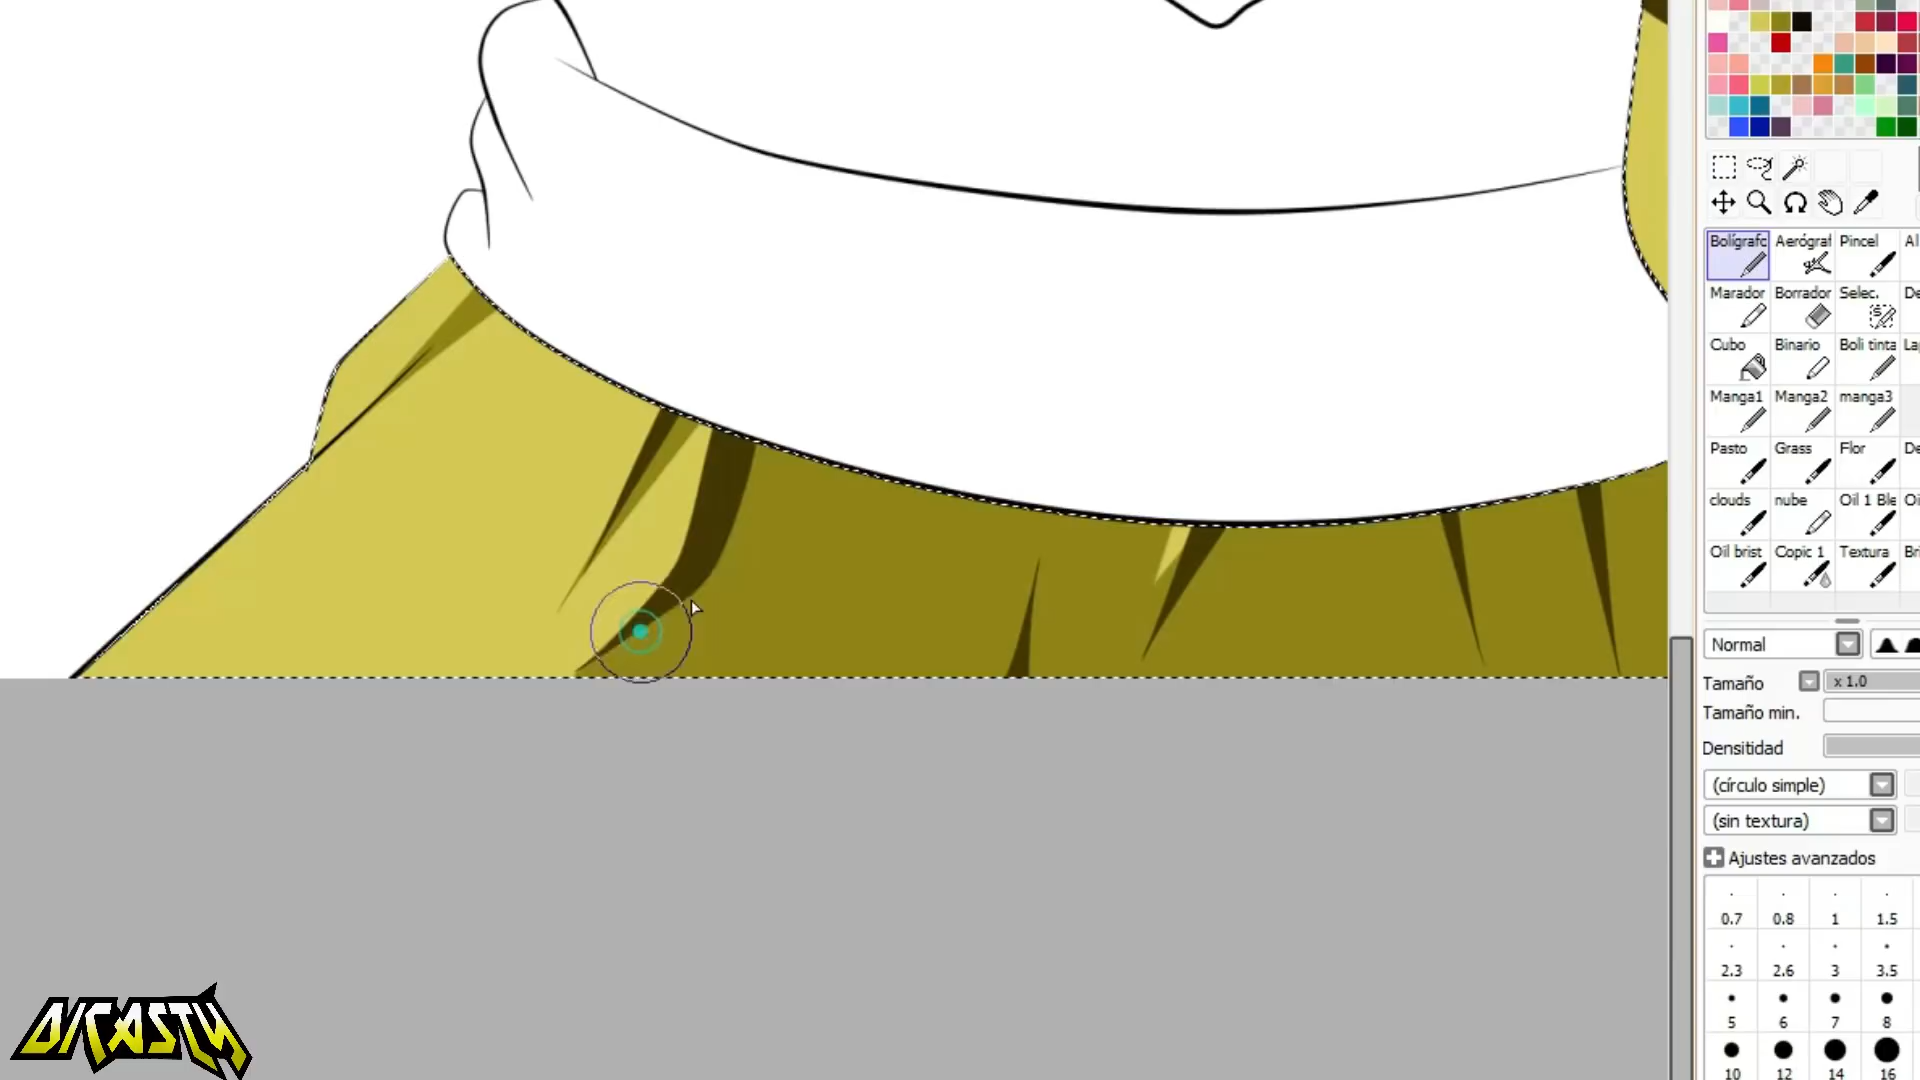 Bolígrafc Aerógraf Pincel Al
Marador Borrador Selec. De
Cubo Binario Boli tinta La
Manga1 Manga2 manga3
Pasto Grass Flor De
clouds nube Oil 1 Ble Oi
Oil brist Copic 1 Textura Bri
Normal
Tamaño x 1.0
Tamaño min.
Densitidad
(círculo simple)
(sin textura)
Ajustes avanzados
0.7 0.8 1 1.5
2.3 2.6 3 3.5
5 6 7 8
10 12 14 16
DICASTY